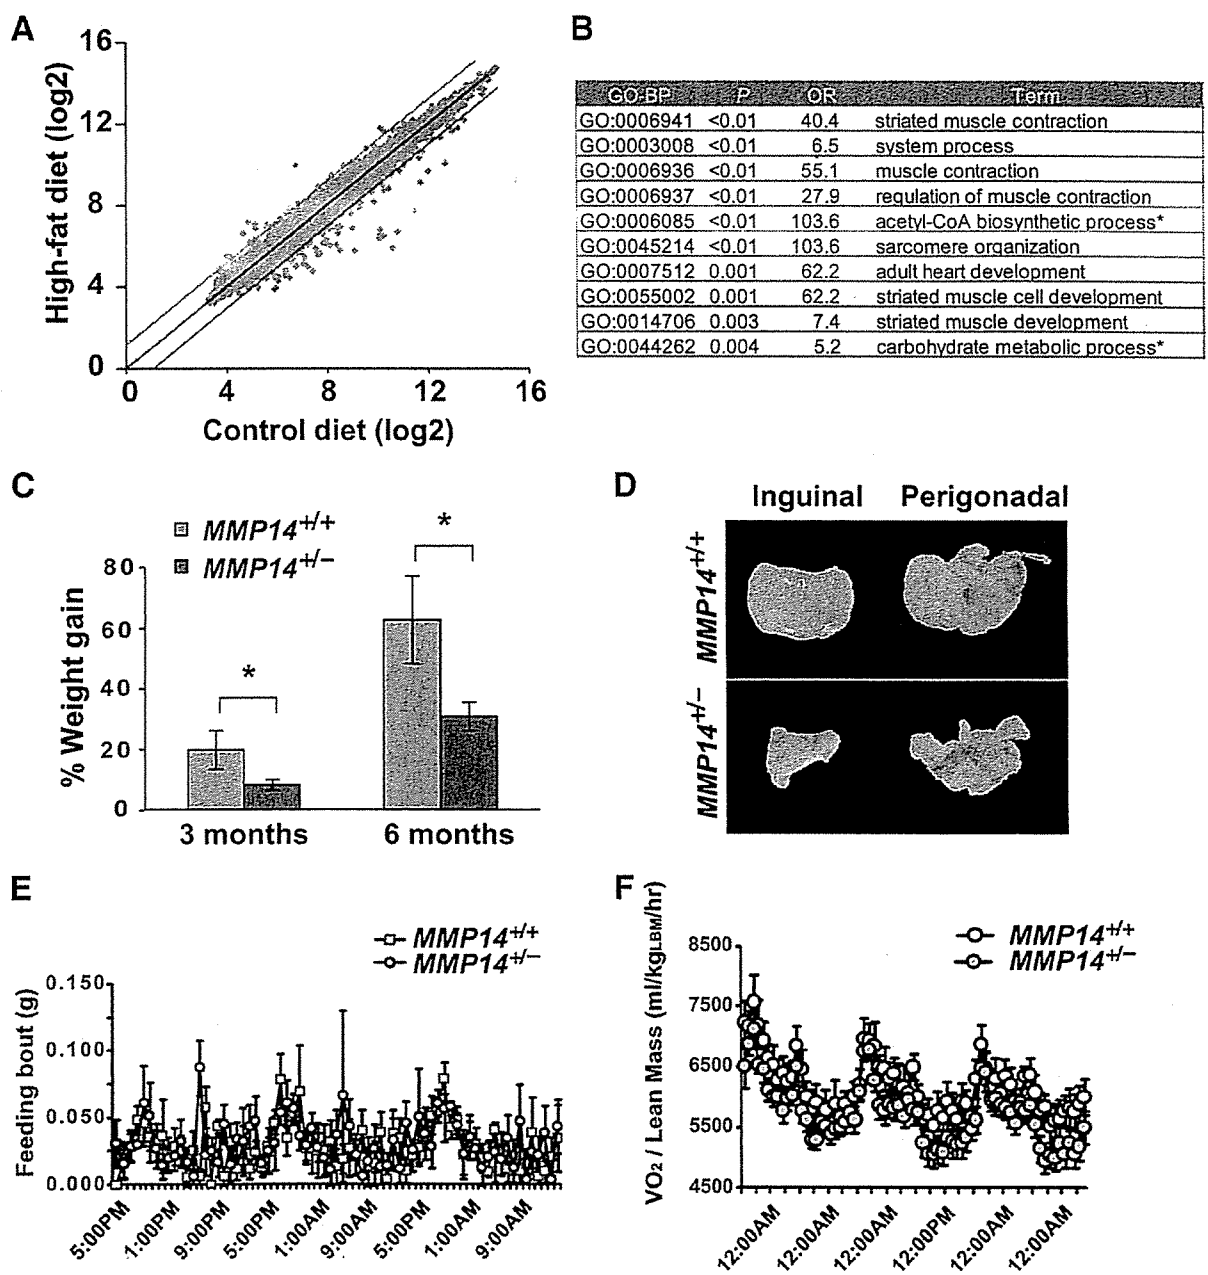 A
16
12
8
4
0
High-fat diet (log2)
0 4 8 12 16
Control diet (log2)
B
GO-BP P OR Term
GO:0006941 <0.01 40.4 striated muscle contraction
GO:0003008 <0.01 6.5 system process
GO:0006936 <0.01 55.1 muscle contraction
GO:0006937 <0.01 27.9 regulation of muscle contraction
GO:0006085 <0.01 103.6 acetyl-CoA biosynthetic process*
GO:0045214 <0.01 103.6 sarcomere organization
GO:0007512 0.001 62.2 adult heart development
GO:0055002 0.001 62.2 striated muscle cell development
GO:0014706 0.003 7.4 striated muscle development
GO:0044262 0.004 5.2 carbohydrate metabolic process*
C
MMP14+/+
MMP14+/−
80
60
40
20
0
% Weight gain
*
*
3 months 6 months
D
Inguinal Perigonadal
MMP14+/+
MMP14+/−
E
MMP14+/+
MMP14+/−
0.150
0.100
0.050
0.000
Feeding bout (g)
5:00PM 1:00PM 9:00PM 5:00PM 1:00AM 9:00AM 5:00PM 1:00AM 9:00AM
F
MMP14+/+
MMP14+/−
8500
7500
6500
5500
4500
VO2 / Lean Mass (ml/kgLBM/hr)
12:00AM 12:00AM 12:00AM 12:00PM 12:00AM 12:00AM